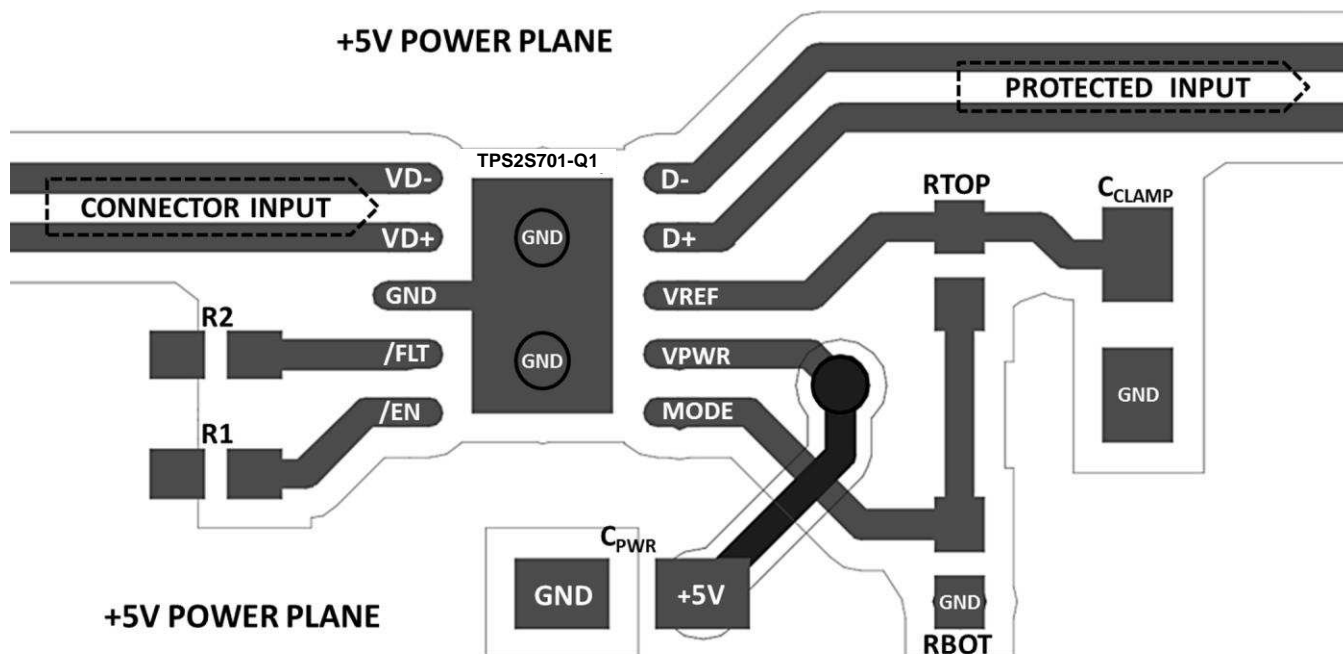 +5V POWER PLANE
PROTECTED INPUT
TPS2S701-Q1
VD-
D-
CONNECTOR INPUT
RTOP
CCLAMP
VD+
GND
D+
GND
VREF
R2
/FLT
GND
VPWR
GND
/EN
MODE
R1
CPWR
GND
+5V
GND
+5V POWER PLANE
RBOT